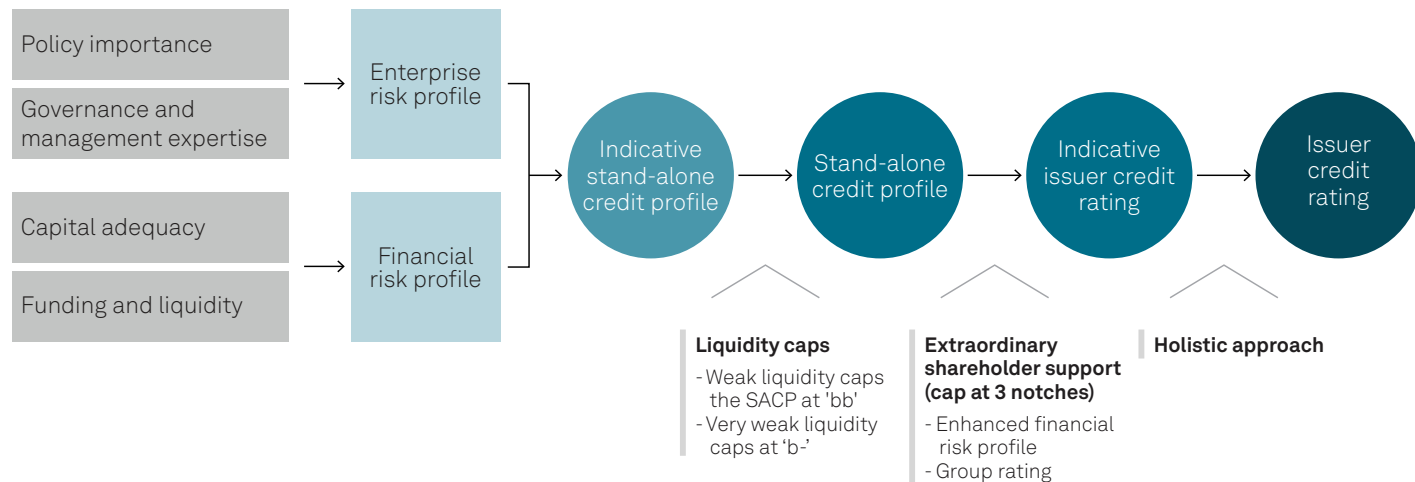 Policy importance
Governance and
management expertise
Capital adequacy
Funding and liquidity
Enterprise
risk profile
Financial
risk profile
Indicative
stand-alone
credit profile
Stand-alone
credit profile
Indicative
issuer credit
rating
Issuer
credit
rating
Liquidity caps
- Weak liquidity caps
the SACP at 'bb'
- Very weak liquidity
caps at ‘b-’
Extraordinary
shareholder support
(cap at 3 notches)
- Enhanced financial
risk profile
- Group rating
Holistic approach